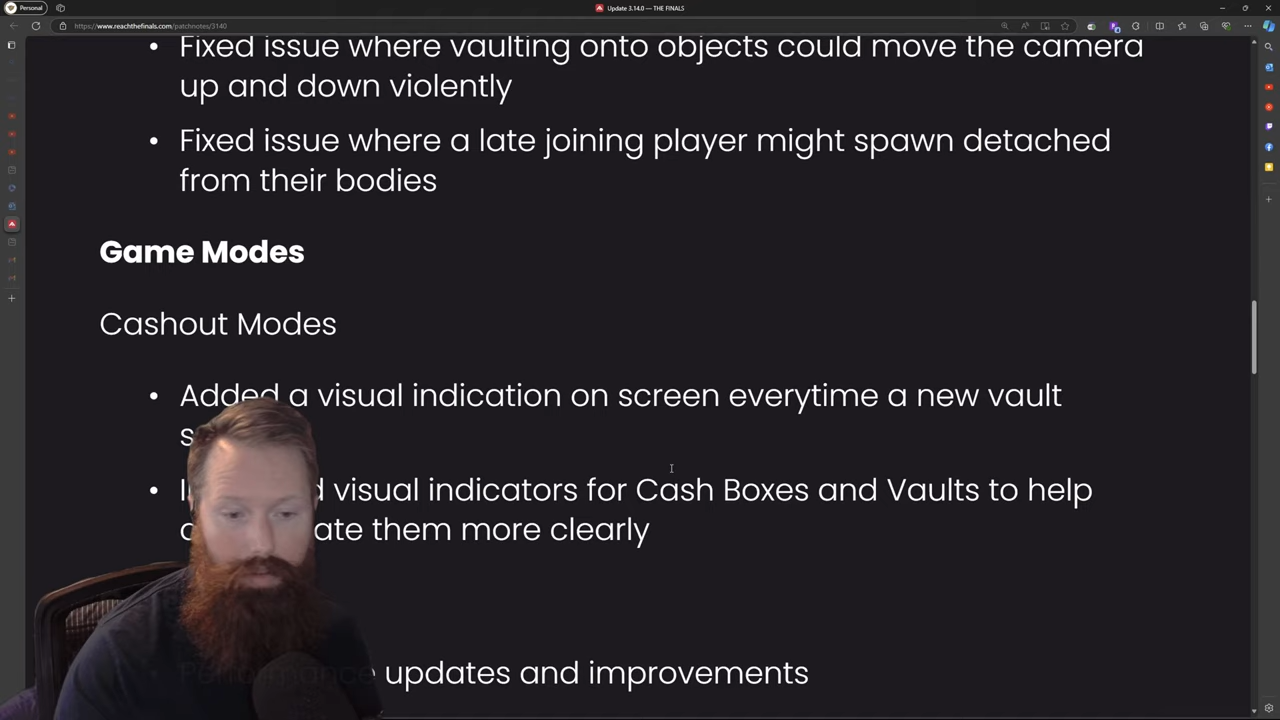 Personal
Update 3.14.0 — THE FINALS
https://www.reachthefinals.com/patchnotes/3140
• Fixed issue where vaulting onto objects could move the camera
up and down violently
• Fixed issue where a late joining player might spawn detached
from their bodies
Game Modes
Cashout Modes
• Added a visual indication on screen everytime a new vault
• visual indicators for Cash Boxes and Vaults to help
them more clearly
• Performance updates and improvements